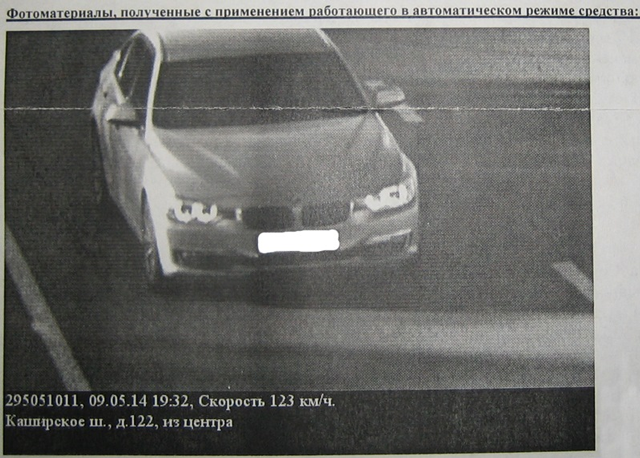 Фотоматериалы, полученные с применением работающего в автоматическом режиме средства:
295051011, 09.05.14 19:32, Скорость 123 км/ч.
Каширское ш., д.122, из центра